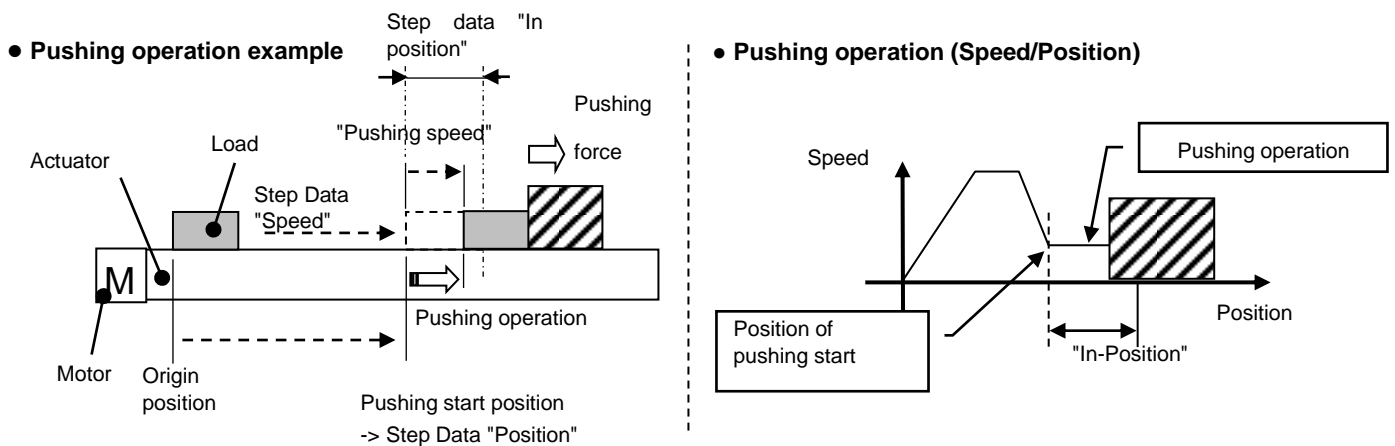 Step data "In
position"
● Pushing operation example
Pushing
force
"Pushing speed"
Load
Actuator
Step Data
"Speed"
M
Pushing operation
Motor
Origin
position
Pushing start position
-> Step Data "Position"
● Pushing operation (Speed/Position)
Pushing operation
Speed
Position
Position of
pushing start
"In-Position"